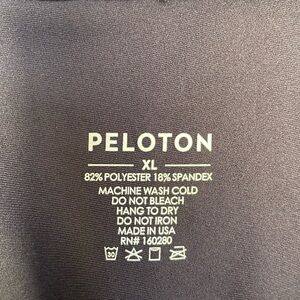 PELOTON
XL
82% POLYESTER 18% SPANDEX
MACHINE WASH COLD
DO NOT BLEACH
HANG TO DRY
DO NOT IRON
MADE IN USA
RN# 160280
30